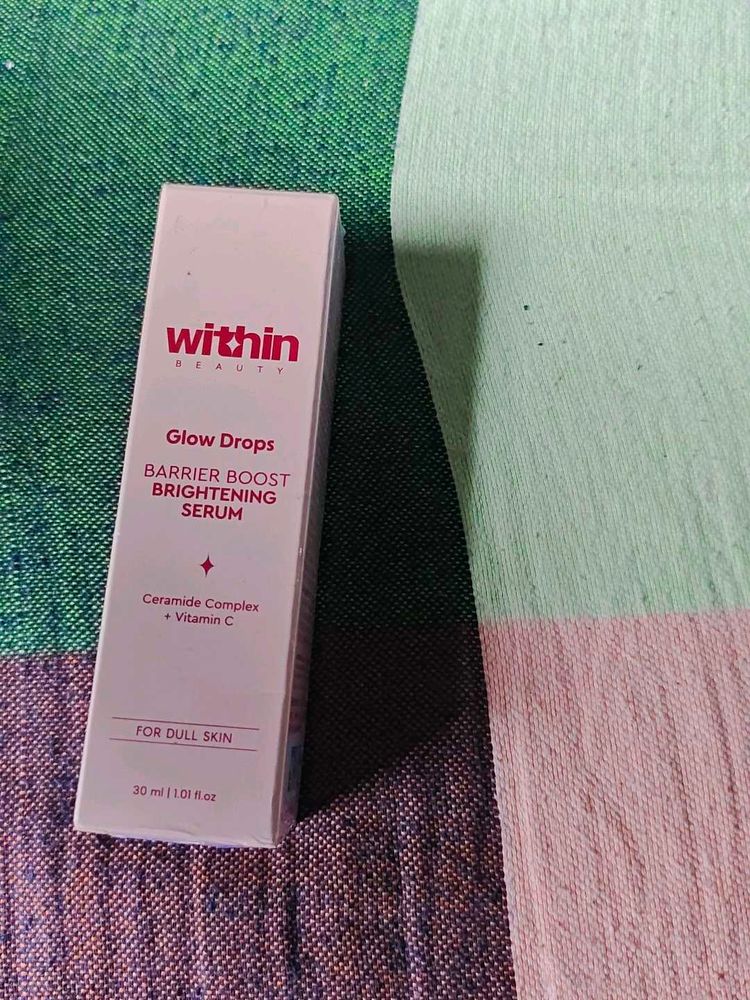 within
BEAUTY
Glow Drops
BARRIER BOOST
BRIGHTENING
SERUM
Ceramide Complex
+ Vitamin C
FOR DULL SKIN
30 ml | 1.01 fl.oz